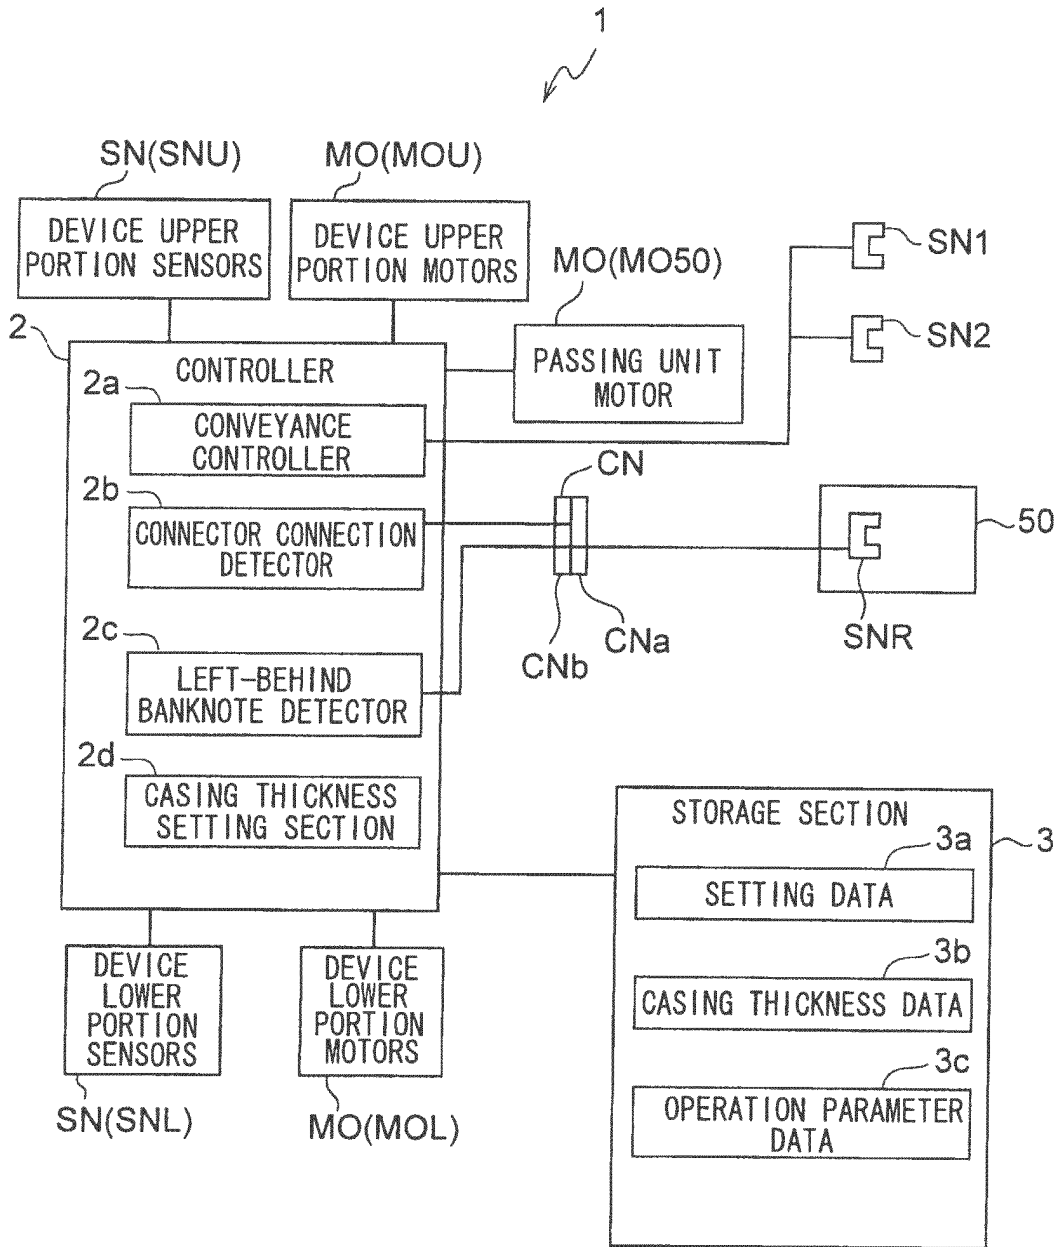 1
SN(SNU)
MO(MOU)
DEVICE UPPER
PORTION SENSORS
DEVICE UPPER
PORTION MOTORS
MO(MO50)
SN1
SN2
2
CONTROLLER
PASSING UNIT
MOTOR
2a
CONVEYANCE
CONTROLLER
2b
CN
CONNECTOR CONNECTION
DETECTOR
50
CNa
CNb
SNR
2c
LEFT-BEHIND
BANKNOTE DETECTOR
2d
CASING THICKNESS
SETTING SECTION
STORAGE SECTION
3
3a
SETTING DATA
3b
CASING THICKNESS DATA
3c
OPERATION PARAMETER
DATA
DEVICE
LOWER
PORTION
SENSORS
DEVICE
LOWER
PORTION
MOTORS
SN(SNL)
MO(MOL)